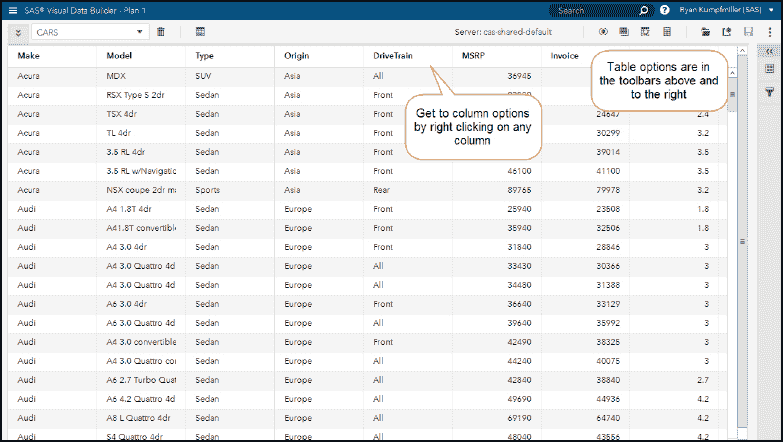 SAS® Visual Data Builder - Plan 1 Search Ryan Kumpfmiller (SAS)
CARS Server: cas-shared-default
Make Model Type Origin DriveTrain MSRP Invoice
Acura MDX SUV Asia All 36945
Acura RSX Type S 2dr Sedan Asia Front
Acura TSX 4dr Sedan Asia Front 24647 2.4
Acura TL 4dr Sedan Asia Front 30299 3.2
Acura 3.5 RL 4dr Sedan Asia Front 39014 3.5
Acura 3.5 RL w/Navigatio Sedan Asia Front 46100 41100 3.5
Acura NSX coupe 2dr m Sports Asia Rear 89765 79978 3.2
Audi A4 1.8T 4dr Sedan Europe Front 25940 23508 1.8
Audi A41.8T convertible Sedan Europe Front 35940 32506 1.8
Audi A4 3.0 4dr Sedan Europe Front 31840 28846 3
Audi A4 3.0 Quattro 4d Sedan Europe All 33430 30366 3
Audi A4 3.0 Quattro 4d Sedan Europe All 34480 31388 3
Audi A6 3.0 4dr Sedan Europe Front 36640 33129 3
Audi A6 3.0 Quattro 4d Sedan Europe All 39640 35992 3
Audi A4 3.0 convertible Sedan Europe Front 42490 38325 3
Audi A4 3.0 Quattro con Sedan Europe All 44240 40075 3
Audi A6 2.7 Turbo Quat Sedan Europe All 42840 38840 2.7
Audi A6 4.2 Quattro 4d Sedan Europe All 49690 44936 4.2
Audi A8 L Quattro 4dr Sedan Europe All 69190 64740 4.2
Audi S4 Quattro 4dr Sedan Europe All 48040 43556 4.2
Get to column options
by right clicking on any
column
Table options are in
the toolbars above and
to the right